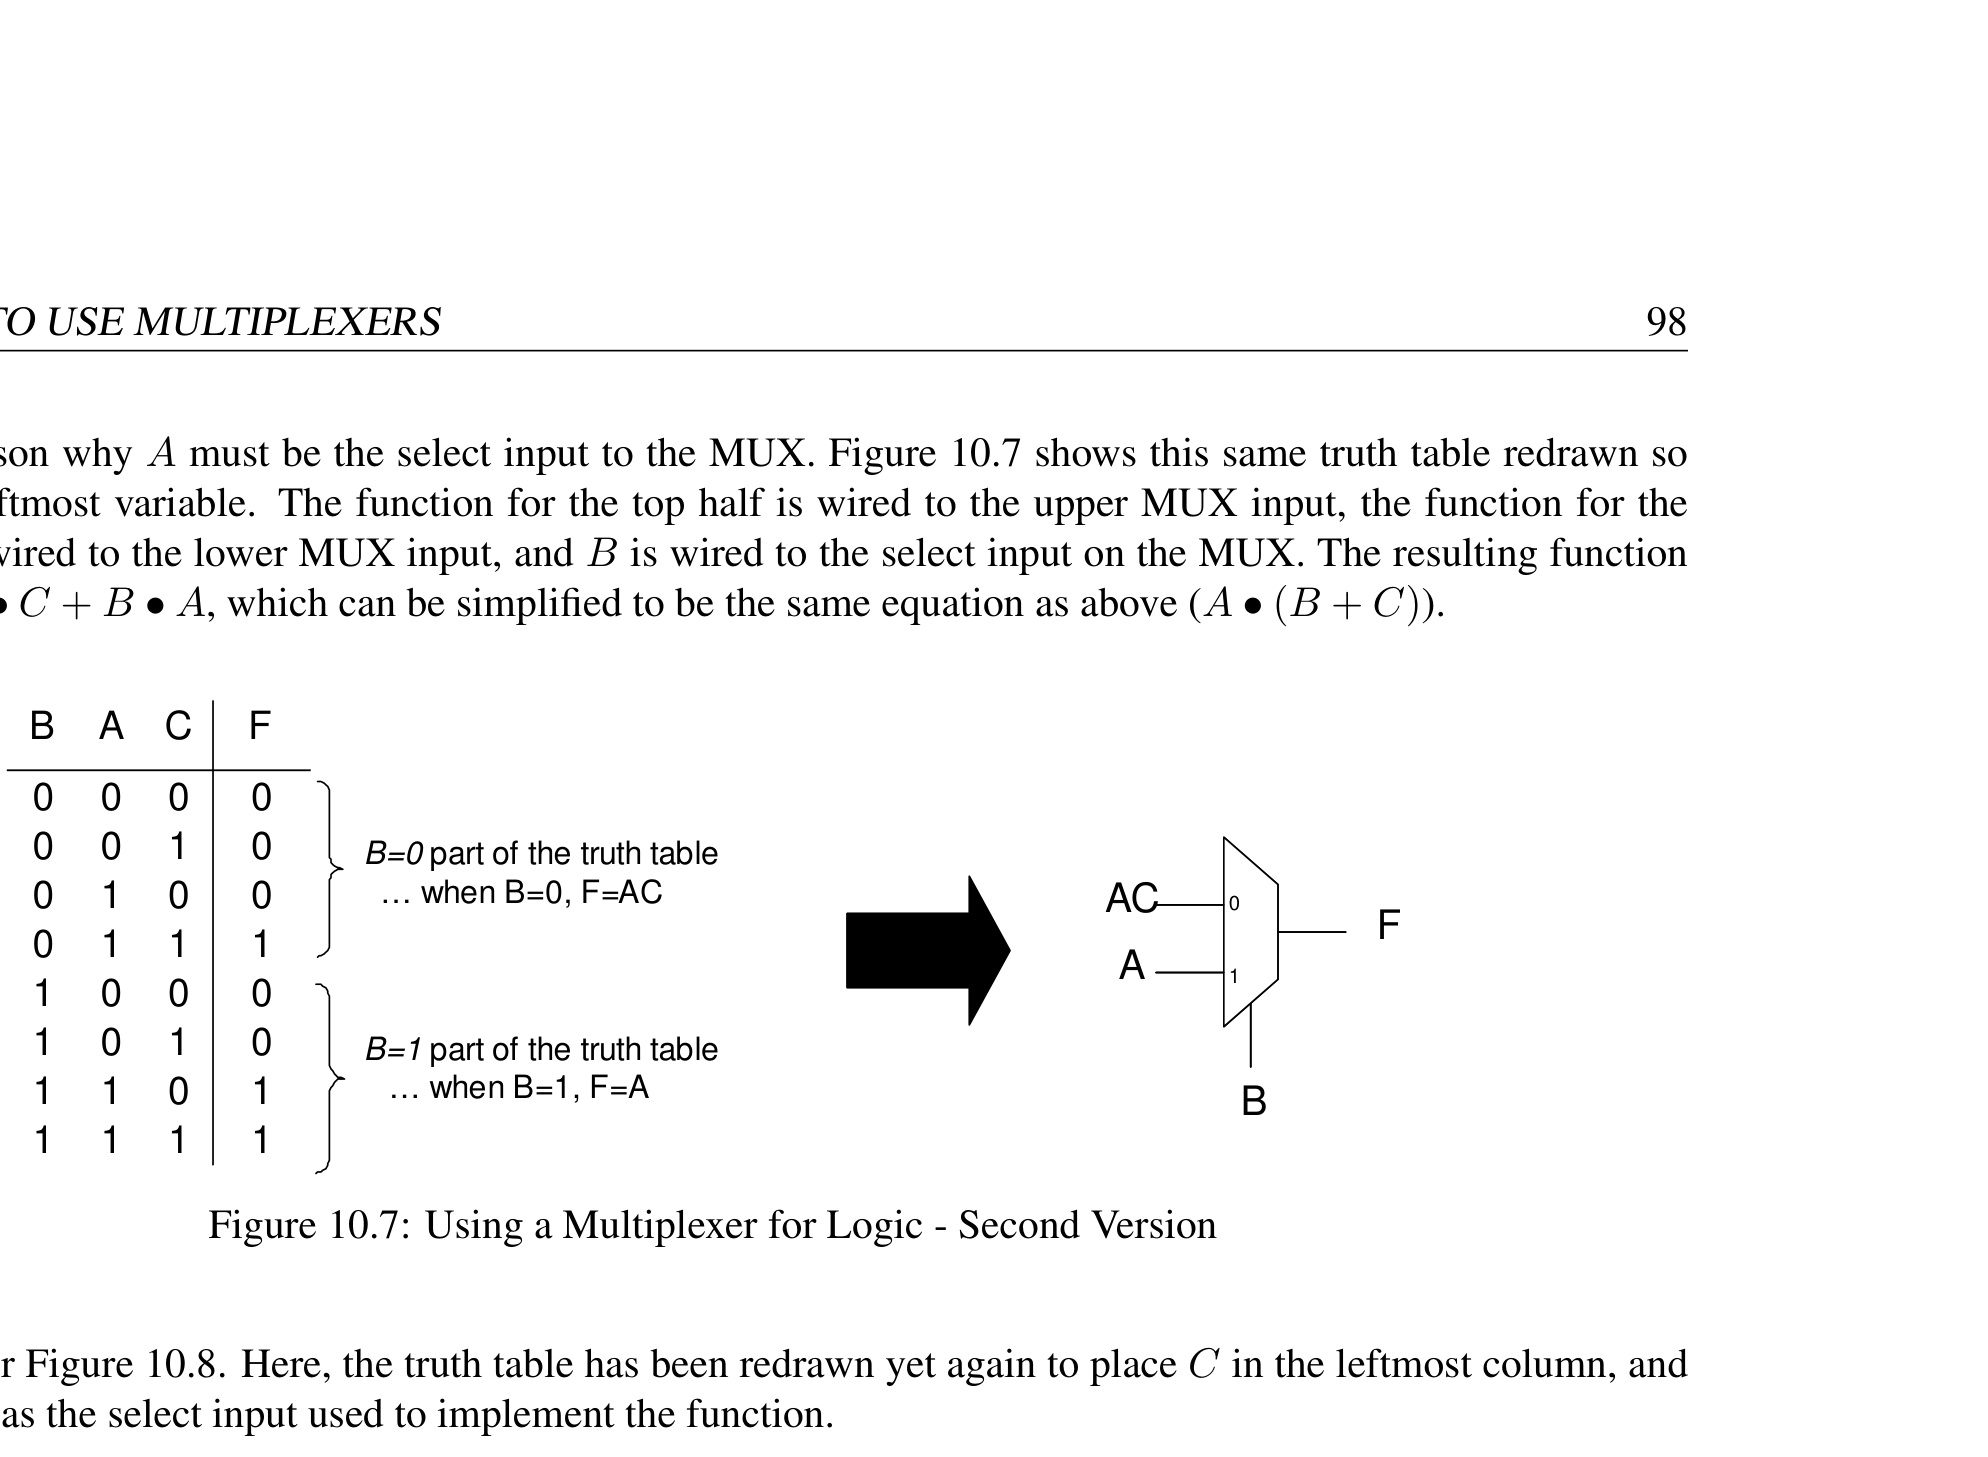 TO USE MULTIPLEXERS 98
why A must be the select input to the MUX. Figure 10.7 shows this same truth table redrawn so
variable. The function for the top half is wired to the upper MUX input, the function for the
to the lower MUX input, and B is wired to the select input on the MUX. The resulting function
• C + B • A, which can be simplified to be the same equation as above (A • (B + C)).
B A C F
0 0 0 0
0 0 1 0
0 1 0 0
0 1 1 1
1 0 0 0
1 0 1 0
1 1 0 1
1 1 1 1
B=0 part of the truth table
… when B=0, F=AC
B=1 part of the truth table
… when B=1, F=A
AC
0
A
1
F
B
Figure 10.7: Using a Multiplexer for Logic - Second Version
Figure 10.8. Here, the truth table has been redrawn yet again to place C in the leftmost column, and
as the select input used to implement the function.